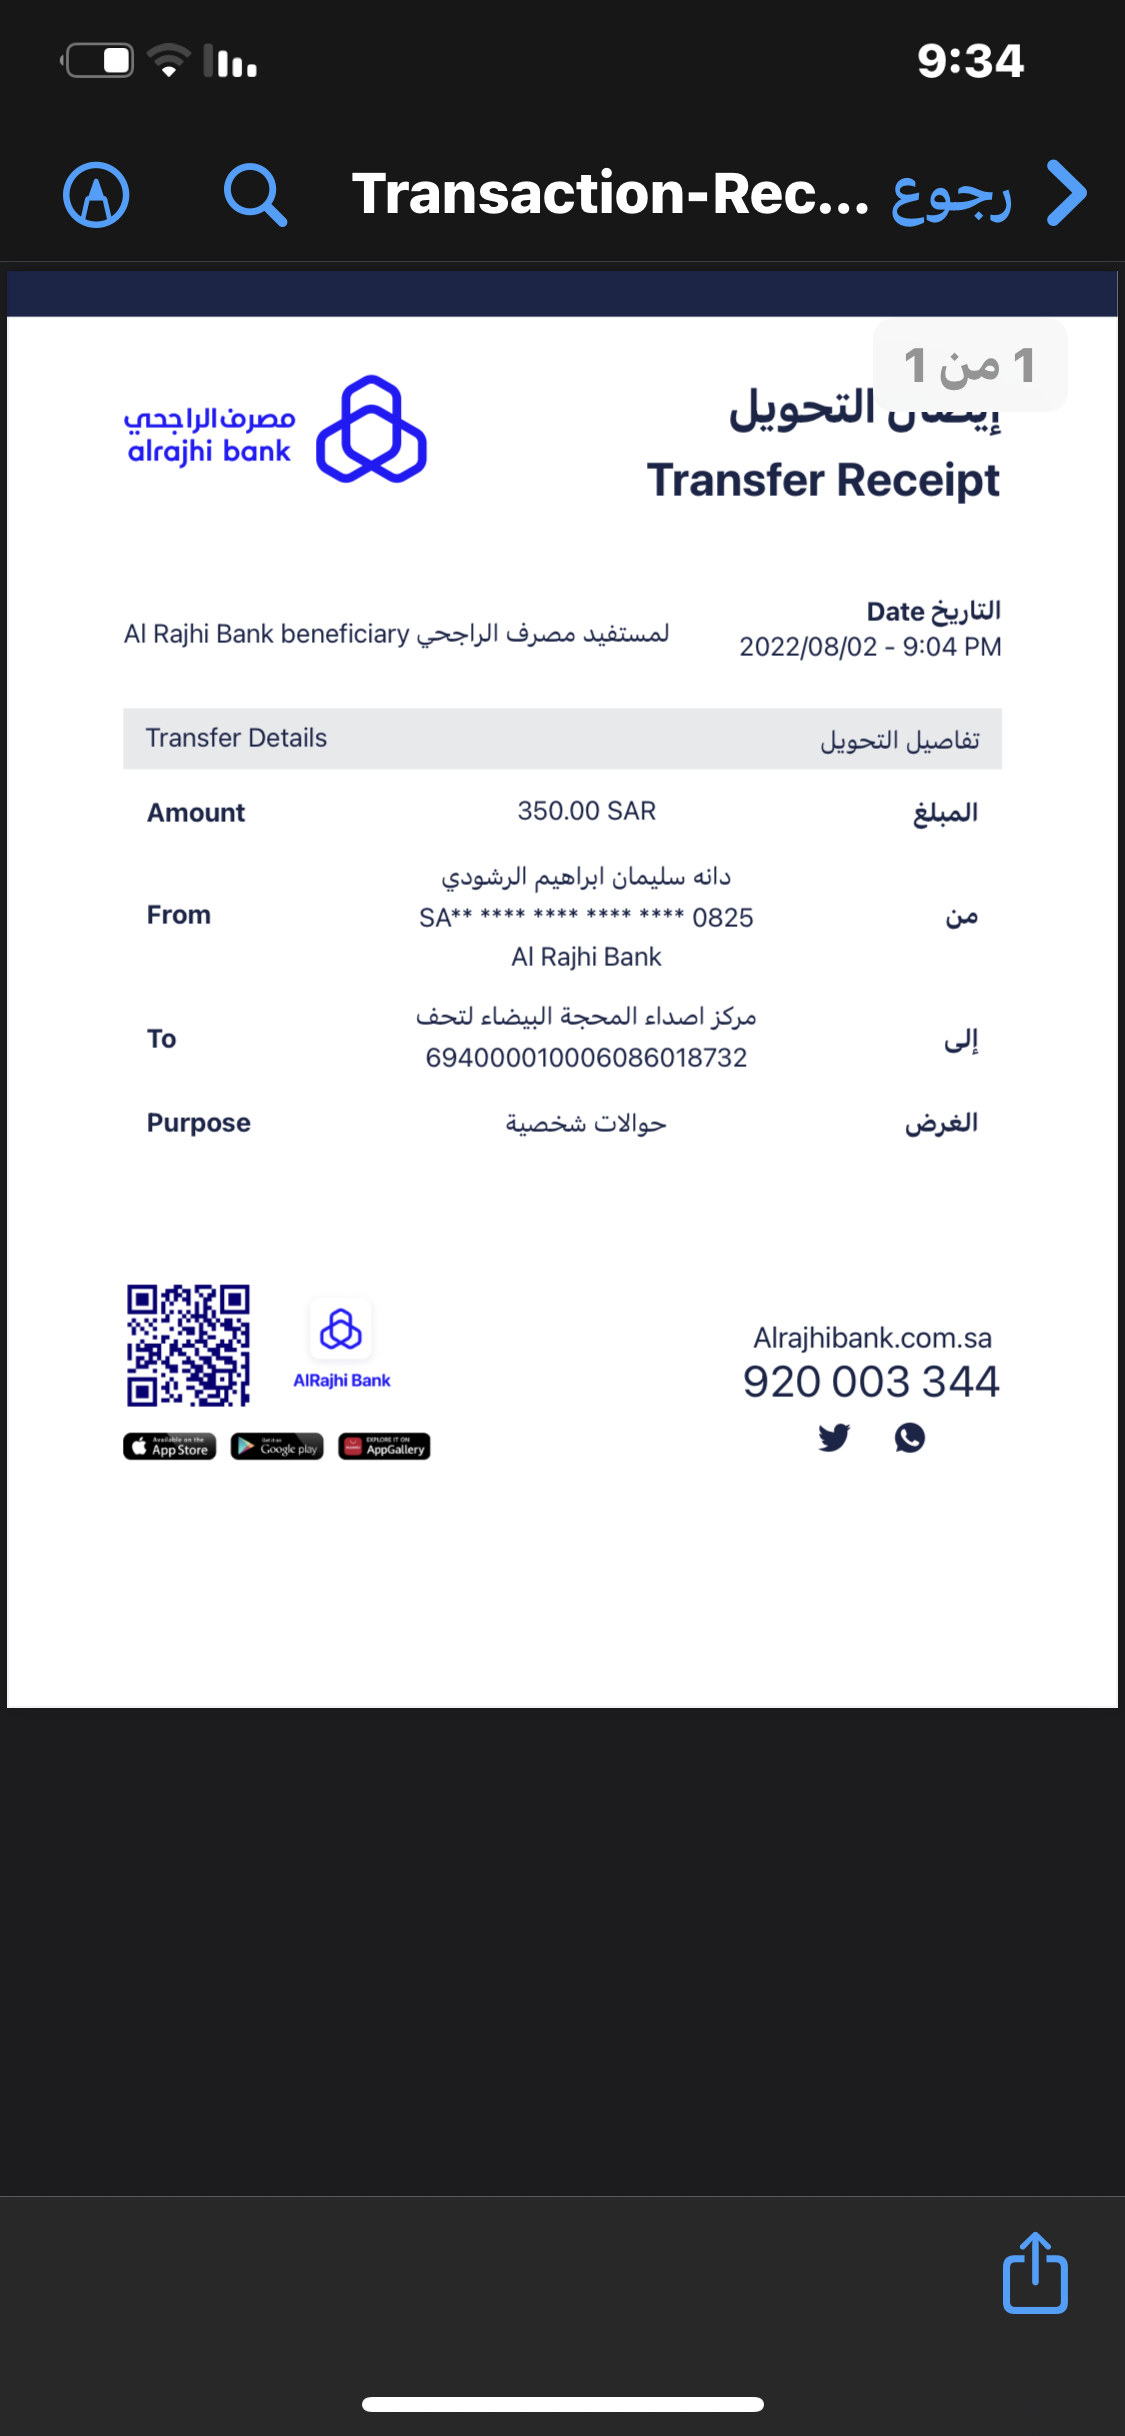 9:34
Transaction-Rec... رجوع
1 من 1
مصرف الراجحي
alrajhi bank
إيصال التحويل
Transfer Receipt
التاريخ Date
2022/08/02 - 9:04 PM
لمستفيد مصرف الراجحي Al Rajhi Bank beneficiary
Transfer Details تفاصيل التحويل
Amount 350.00 SAR المبلغ
دانه سليمان ابراهيم الرشودي
From SA** **** **** **** **** 0825 من
Al Rajhi Bank
مركز اصداء المحجة البيضاء لتحف
To إلى
694000010006086018732
Purpose حوالات شخصية الغرض
AlRajhi Bank
Available on the
App Store
Get it on
Google play
EXPLORE IT ON
AppGallery
Alrajhibank.com.sa
920 003 344